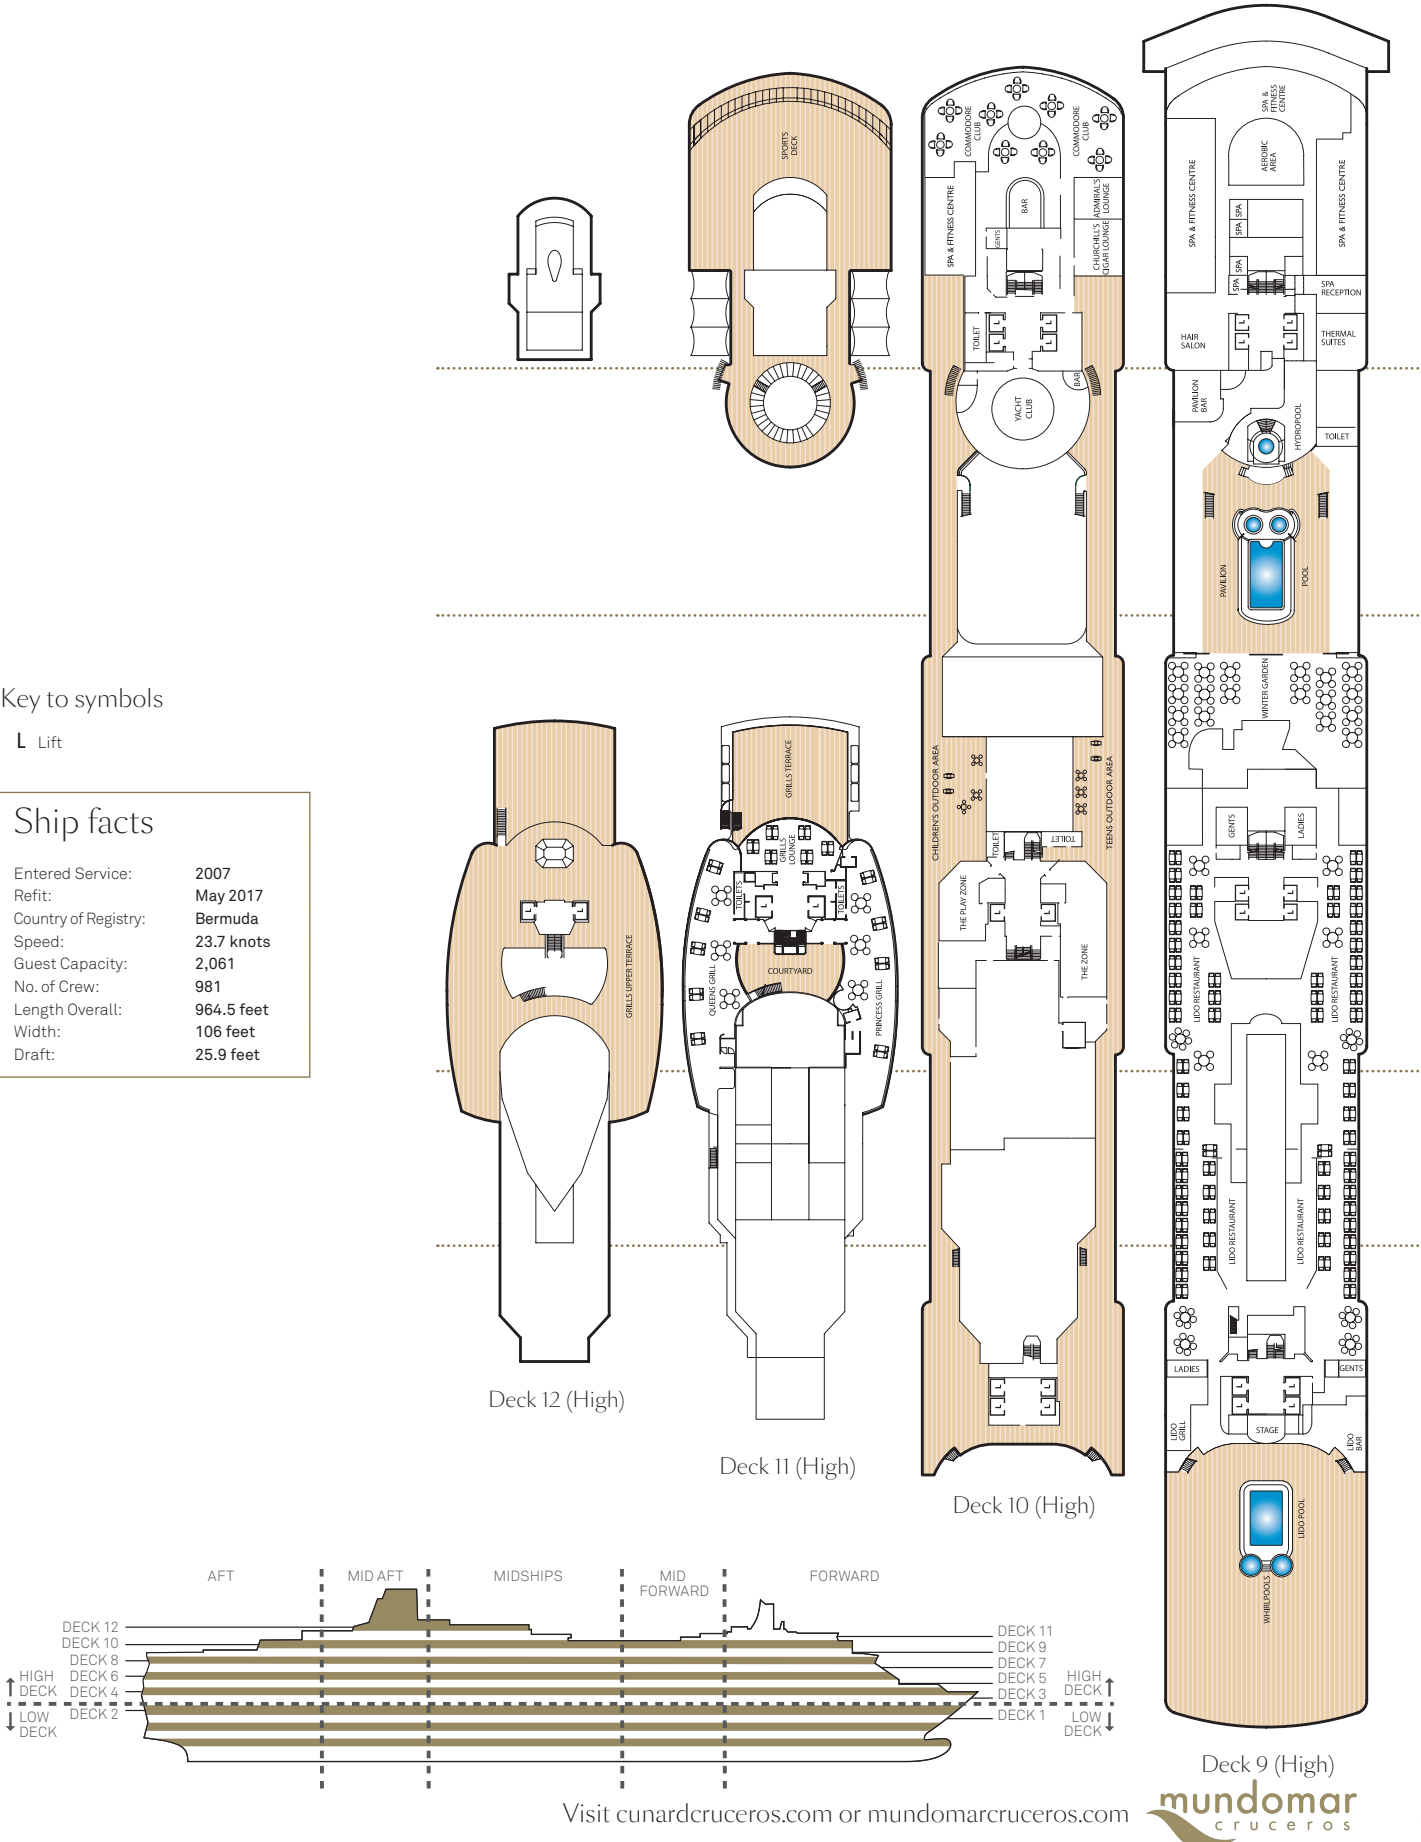 SPORTS
DECK
COMMODORE
CLUB
COMMODORE
CLUB
SPA & FITNESS CENTRE
BAR
GENTS
ADMIRAL'S
LOUNGE
CHURCHILL'S
CIGAR LOUNGE
TOILET
L
L
L
L
BAR
YACHT
CLUB
CHILDREN'S OUTDOOR AREA
TEENS OUTDOOR AREA
TOILET
TOILET
THE PLAY ZONE
L
L
THE ZONE
L
L
L
L
Deck 10 (High)
SPA &
FITNESS
CENTRE
AEROBIC
AREA
SPA & FITNESS CENTRE
SPA & FITNESS CENTRE
SPA
SPA
SPA
SPA
SPA
RECEPTION
HAIR
SALON
L
L
L
L
THERMAL
SUITES
PAVILION
BAR
HYDROPOOL
TOILET
PAVILION
POOL
WINTER GARDEN
GENTS
LADIES
L
L
L
L
LIDO RESTAURANT
LIDO RESTAURANT
LIDO RESTAURANT
LIDO RESTAURANT
LADIES
GENTS
L
L
L
L
LIDO
GRILL
STAGE
LIDO
BAR
LIDO POOL
WHIRLPOOLS
Deck 9 (High)
Key to symbols
L Lift
Ship facts
Entered Service: 2007
Refit: May 2017
Country of Registry: Bermuda
Speed: 23.7 knots
Guest Capacity: 2,061
No. of Crew: 981
Length Overall: 964.5 feet
Width: 106 feet
Draft: 25.9 feet
L
L
GRILLS UPPER TERRACE
Deck 12 (High)
GRILLS TERRACE
GRILLS
LOUNGE
TOILETS
TOILETS
L
L
QUEENS GRILL
COURTYARD
PRINCESS GRILL
Deck 11 (High)
AFT
MID AFT
MIDSHIPS
MID
FORWARD
FORWARD
DECK 12
DECK 10
DECK 8
DECK 6
DECK 4
DECK 2
HIGH
DECK
LOW
DECK
DECK 11
DECK 9
DECK 7
DECK 5
DECK 3
DECK 1
HIGH
DECK
LOW
DECK
Visit cunardcruceros.com or mundomarcruceros.com
mundomar
cruceros